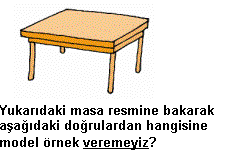 Yukarıdaki masa resmine bakarak
aşağıdaki doğrulardan hangisine
model örnek veremeyiz?